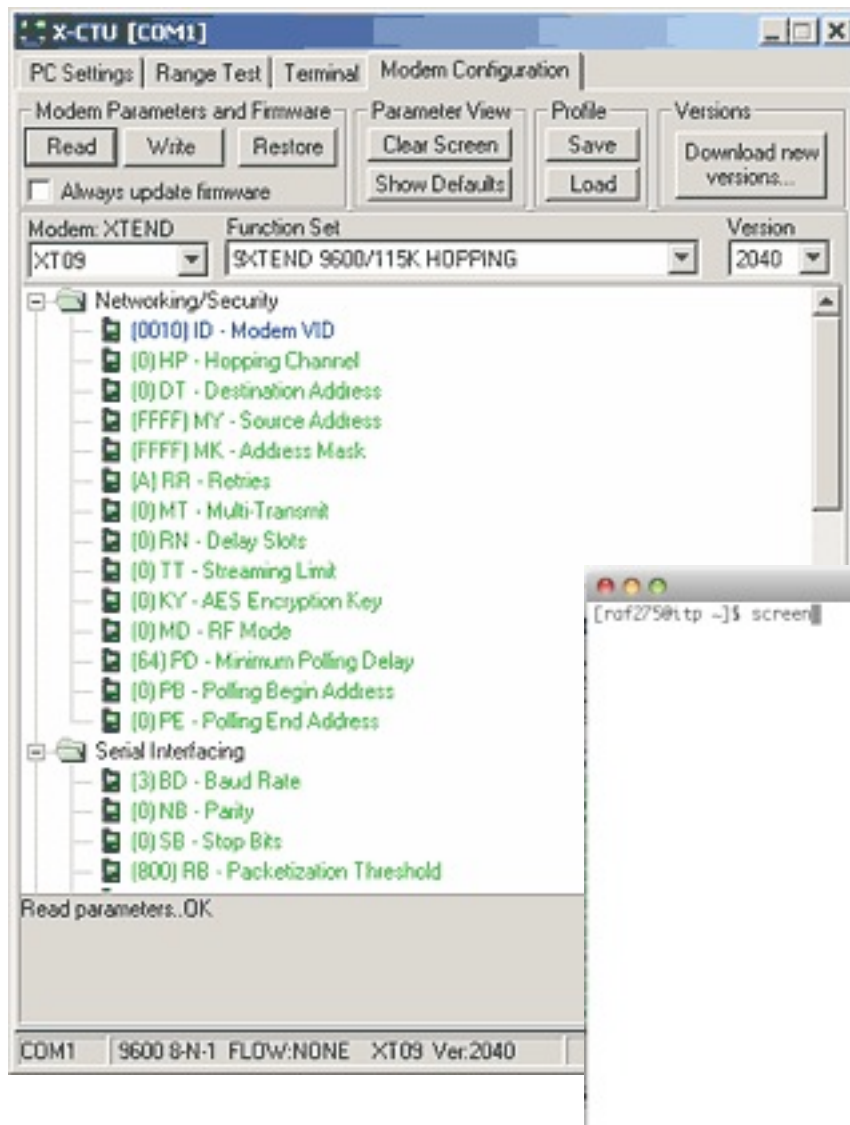 X-CTU [COM1]
PC Settings Range Test Terminal Modem Configuration
Modem Parameters and Firmware Parameter View Profile Versions
Read Write Restore Clear Screen Save Download new versions...
Always update firmware Show Defaults Load
Modem: XTEND Function Set Version
XT09 9XTEND 9600/115K HOPPING 2040
Networking/Security
(0010) ID - Modem VID
(0) HP - Hopping Channel
(0) DT - Destination Address
(FFFF) MY - Source Address
(FFFF) MK - Address Mask
(A) RR - Retries
(0) MT - Multi-Transmit
(0) RN - Delay Slots
(0) TT - Streaming Limit
(0) KY - AES Encryption Key
(0) MD - RF Mode
(64) PD - Minimum Polling Delay
(0) PB - Polling Begin Address
(0) PE - Polling End Address
Serial Interfacing
(3) BD - Baud Rate
(0) NB - Parity
(0) SB - Stop Bits
(800) RB - Packetization Threshold
Read parameters..OK
COM1 9600 8-N-1 FLOW:NONE XT09 Ver:2040
[raf275@itp ~]$ screen